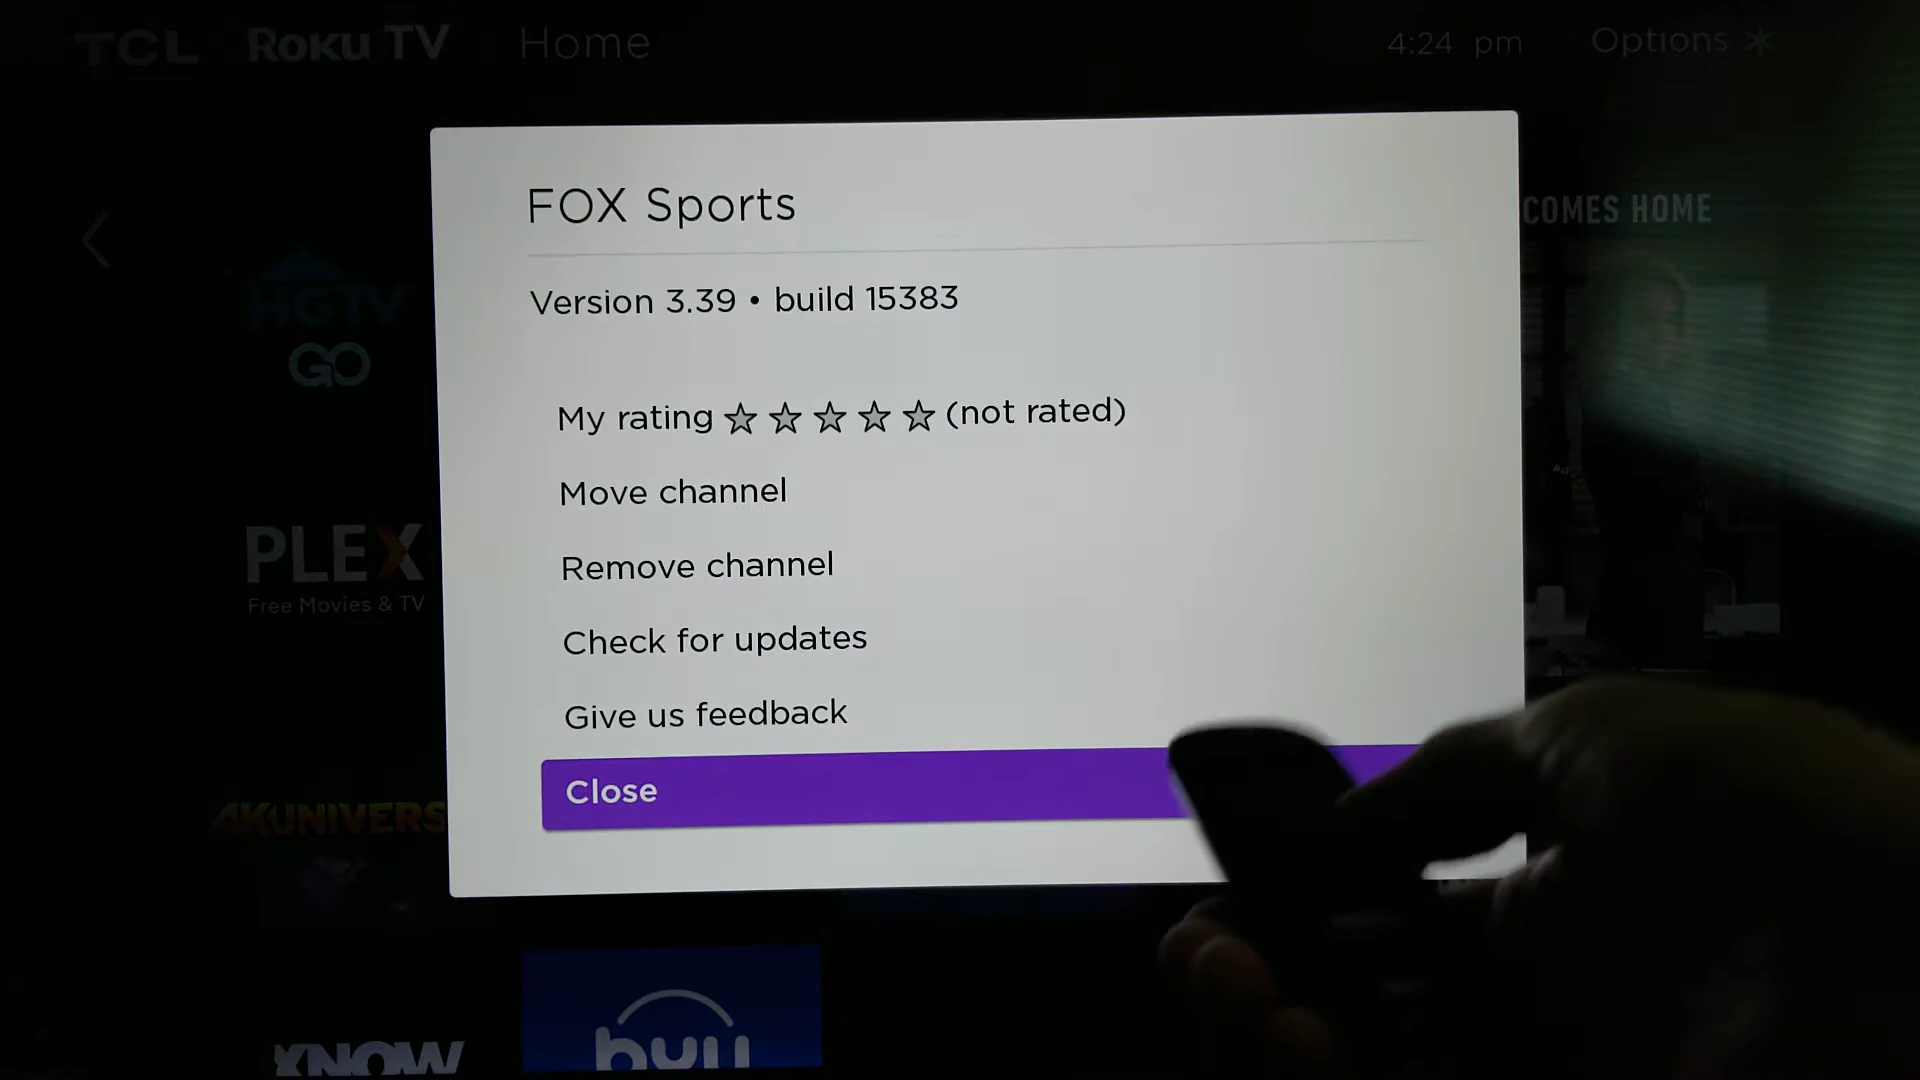 TCL Roku TV Home 4:24 pm Options
FOX Sports
COMES HOME
Version 3.39 • build 15383
HGTV
GO
My rating ☆ ☆ ☆ ☆ ☆ (not rated)
Move channel
PLEX
Free Movies & TV
Remove channel
Check for updates
Give us feedback
Close
4KUNIVERS
XNOW